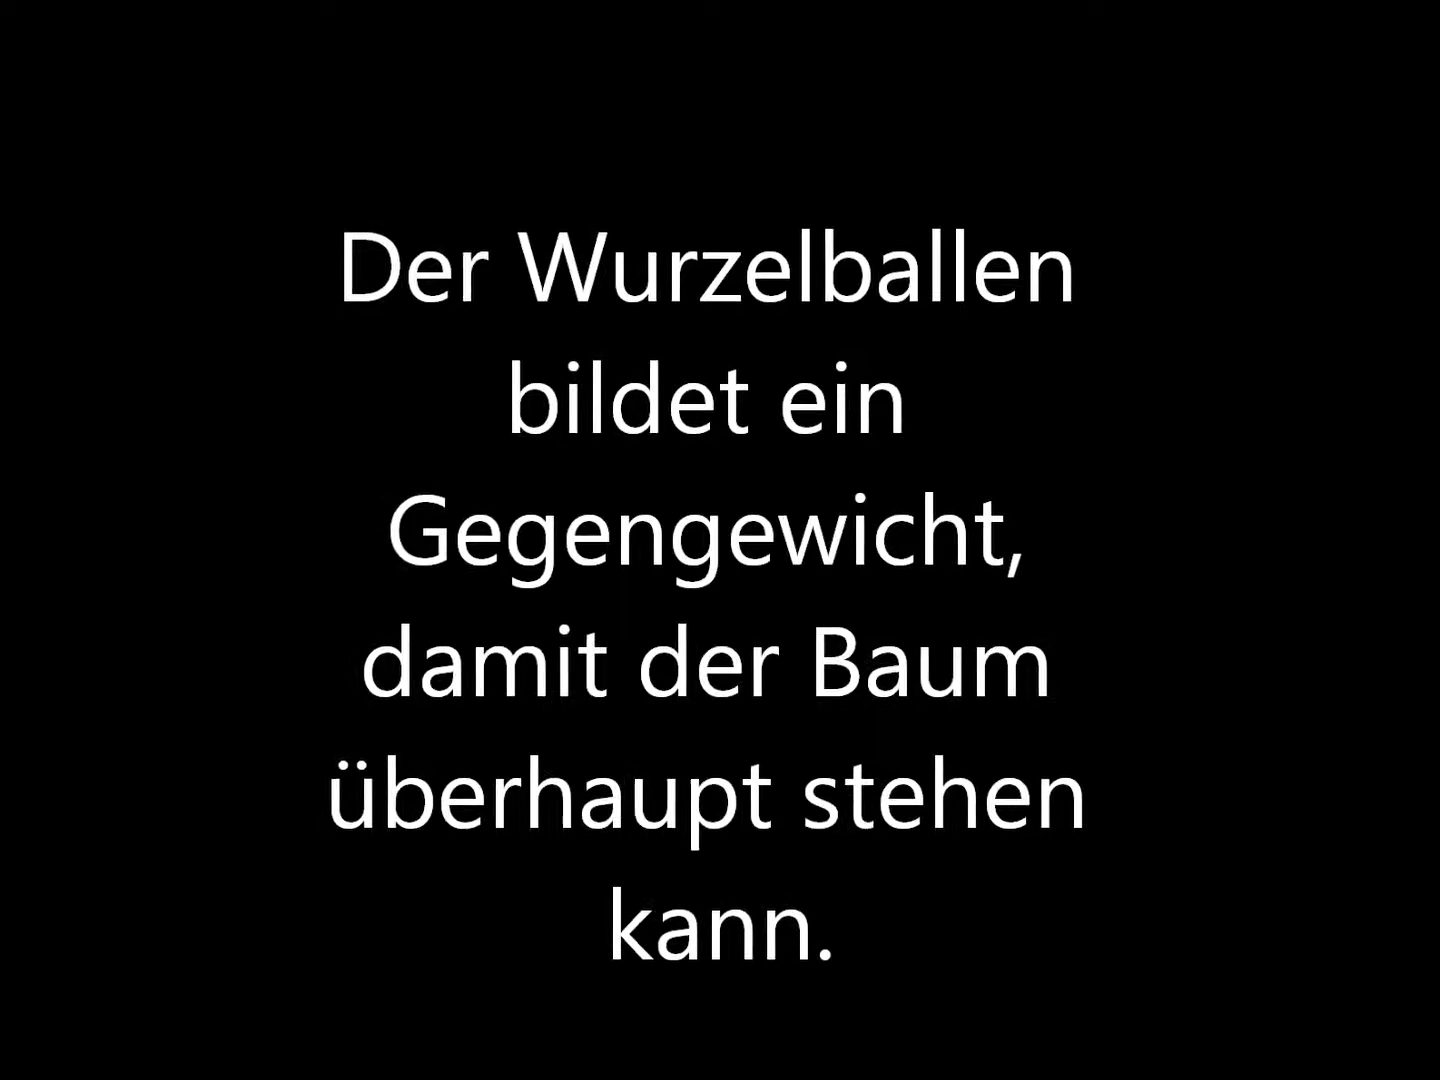 Der Wurzelballen
bildet ein
Gegengewicht,
damit der Baum
überhaupt stehen
kann.